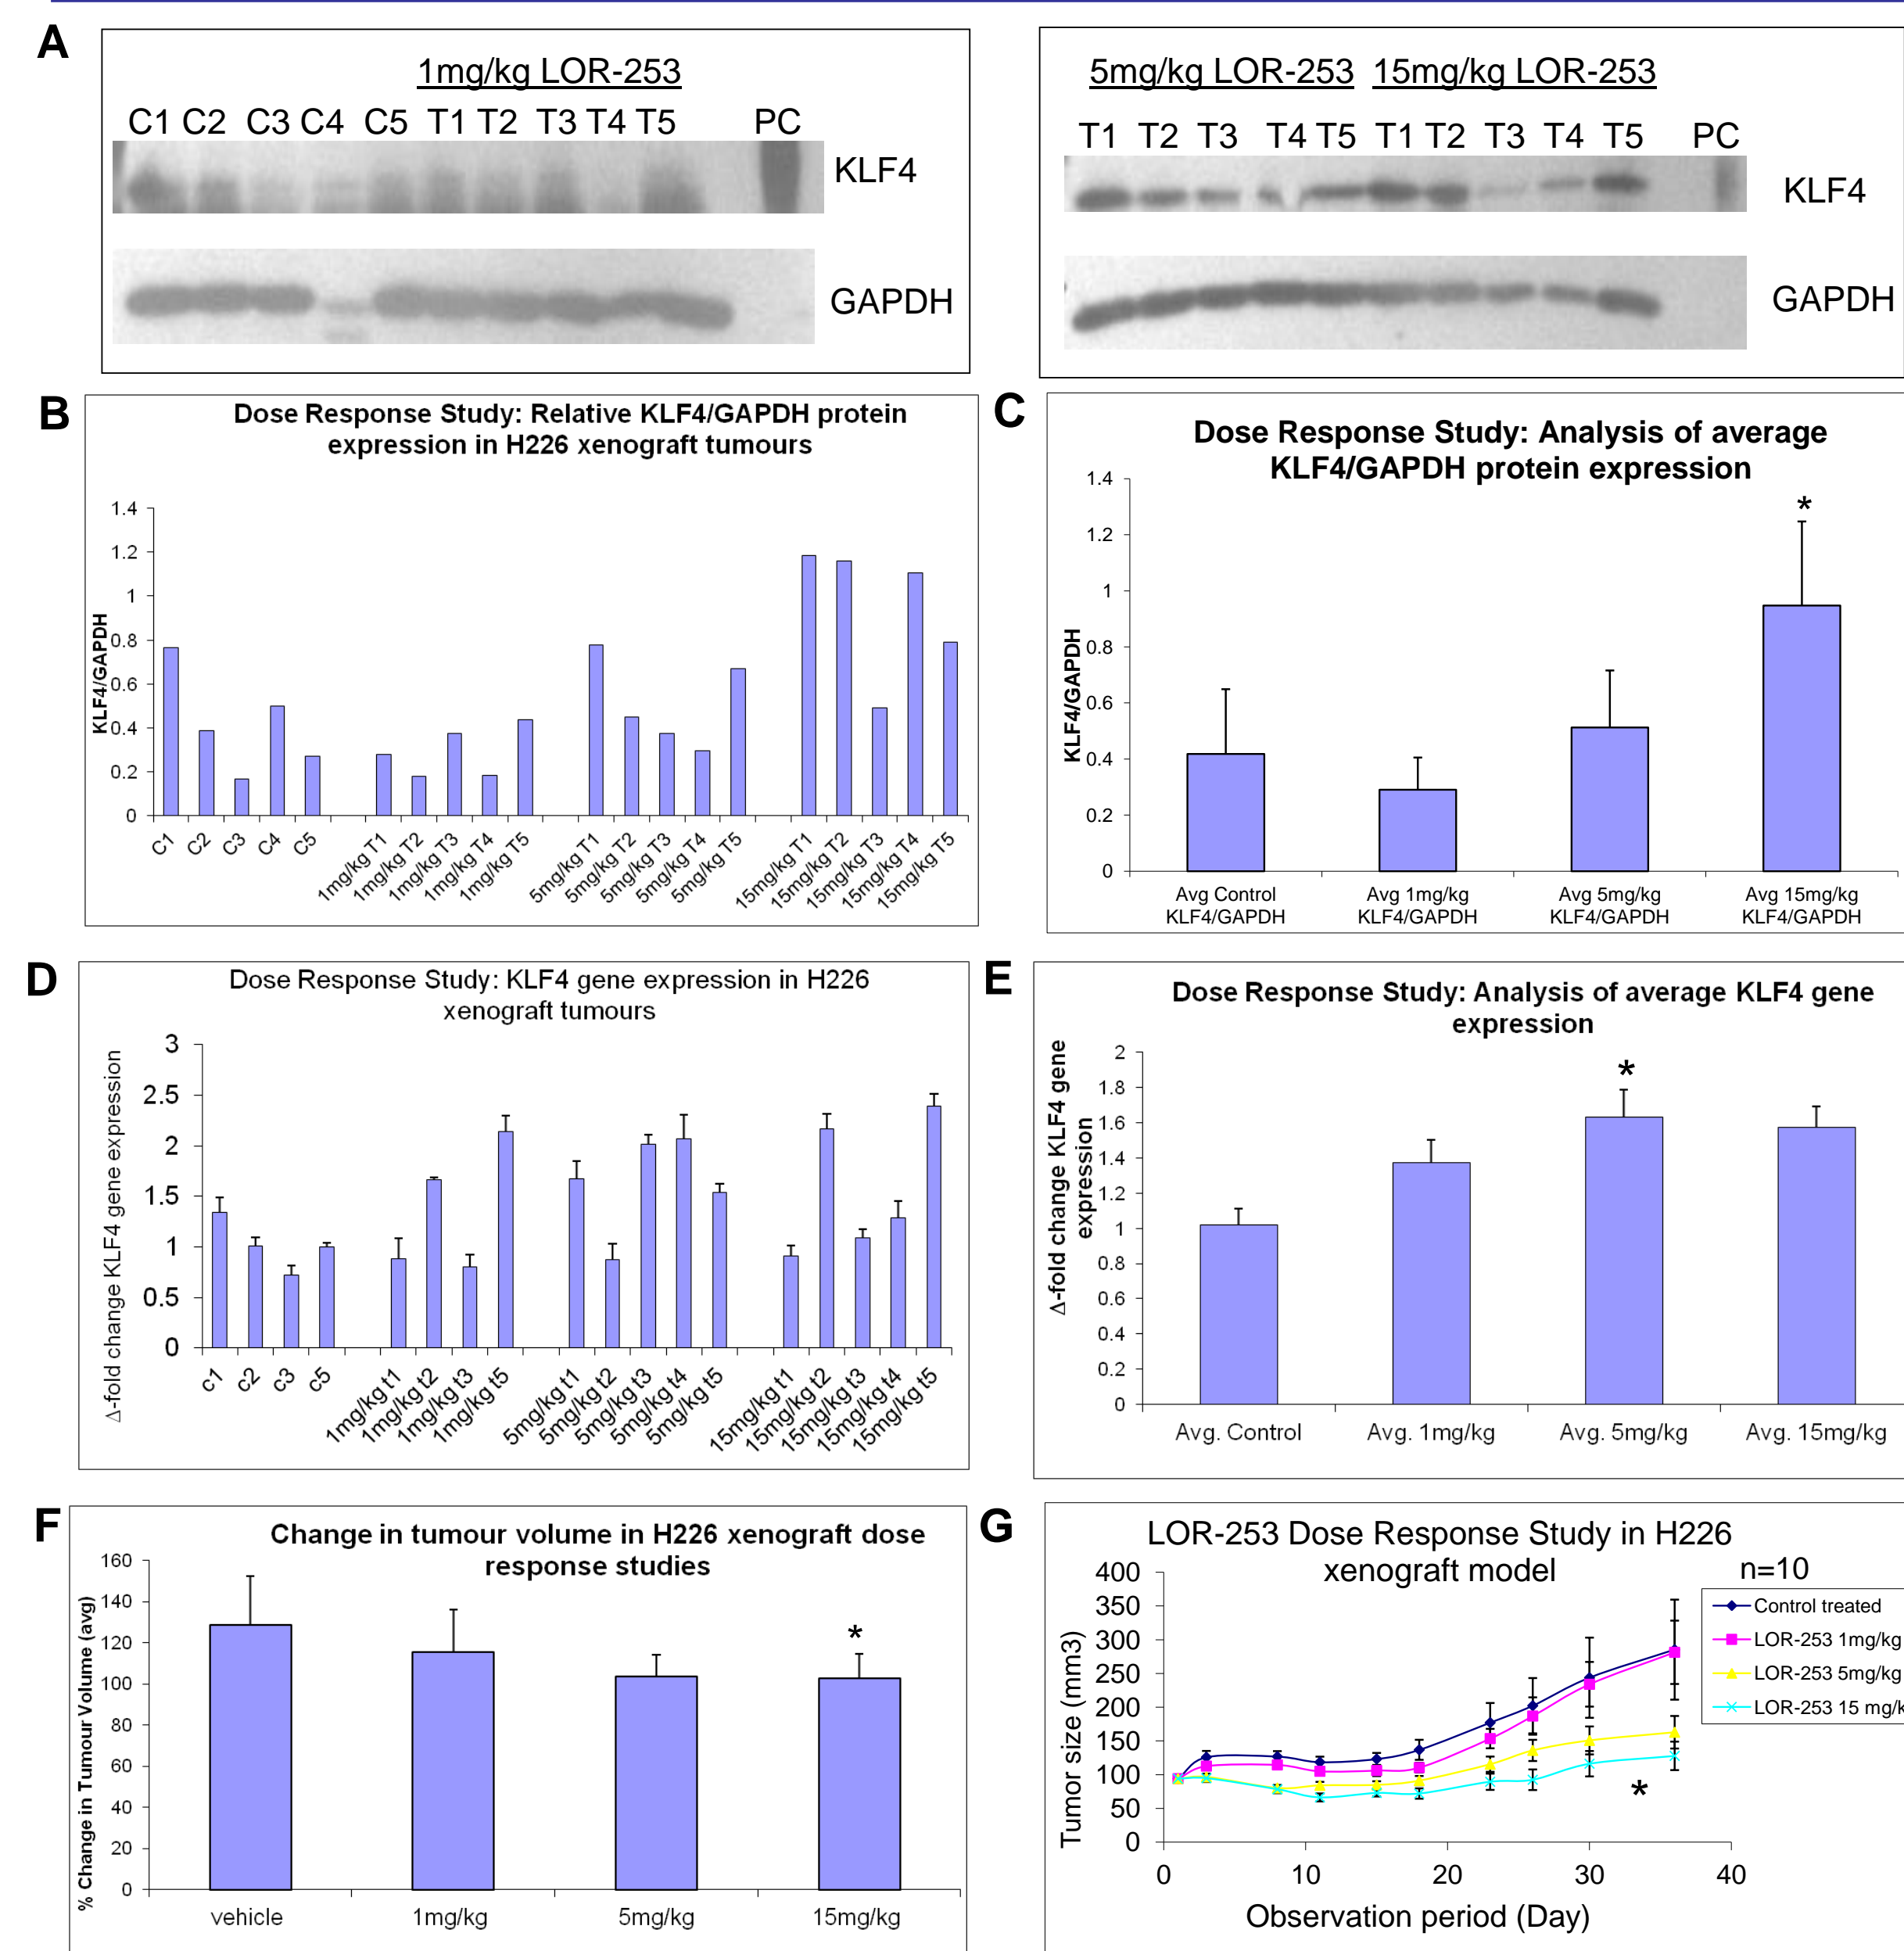 A
1mg/kg LOR-253
C1 C2 C3 C4 C5 T1 T2 T3 T4 T5 PC
KLF4
GAPDH
5mg/kg LOR-253 15mg/kg LOR-253
T1 T2 T3 T4 T5 T1 T2 T3 T4 T5 PC
KLF4
GAPDH
B
Dose Response Study: Relative KLF4/GAPDH protein
expression in H226 xenograft tumours
KLF4/GAPDH
1.4
1.2
1
0.8
0.6
0.4
0.2
0
C1 C2 C3 C4 C5 1mg/kg T1 1mg/kg T2 1mg/kg T3 1mg/kg T4 1mg/kg T5 5mg/kg T1 5mg/kg T2 5mg/kg T3 5mg/kg T4 5mg/kg T5 15mg/kg T1 15mg/kg T2 15mg/kg T3 15mg/kg T4 15mg/kg T5
C
Dose Response Study: Analysis of average
KLF4/GAPDH protein expression
KLF4/GAPDH
1.4
1.2
1
0.8
0.6
0.4
0.2
0
*
Avg Control Avg 1mg/kg Avg 5mg/kg Avg 15mg/kg
KLF4/GAPDH KLF4/GAPDH KLF4/GAPDH KLF4/GAPDH
D
Dose Response Study: KLF4 gene expression in H226
xenograft tumours
Δ-fold change KLF4 gene expression
3
2.5
2
1.5
1
0.5
0
c1 c2 c3 c5 1mg/kg t1 1mg/kg t2 1mg/kg t3 1mg/kg t5 5mg/kg t1 5mg/kg t2 5mg/kg t3 5mg/kg t4 5mg/kg t5 15mg/kg t1 15mg/kg t2 15mg/kg t3 15mg/kg t4 15mg/kg t5
E
Dose Response Study: Analysis of average KLF4 gene
expression
Δ-fold change KLF4 gene
expression
2
1.8
1.6
1.4
1.2
1
0.8
0.6
0.4
0.2
0
*
Avg. Control Avg. 1mg/kg Avg. 5mg/kg Avg. 15mg/kg
F
Change in tumour volume in H226 xenograft dose
response studies
% Change in Tumour Volume (avg)
160
140
120
100
80
60
40
20
0
*
vehicle 1mg/kg 5mg/kg 15mg/kg
G
LOR-253 Dose Response Study in H226
xenograft model
n=10
Tumor size (mm3)
400
350
300
250
200
150
100
50
0
Control treated
LOR-253 1mg/kg
LOR-253 5mg/kg
LOR-253 15 mg/k
*
0 10 20 30 40
Observation period (Day)